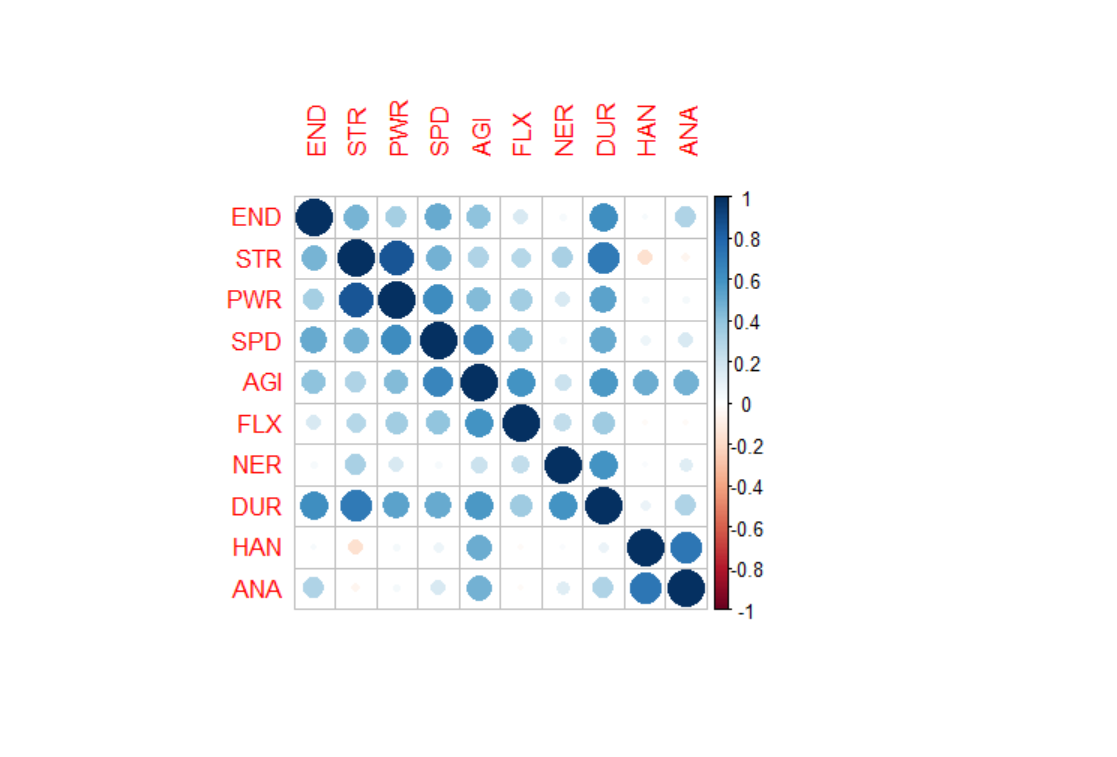 END STR PWR SPD AGI FLX NER DUR HAN ANA
END
STR
PWR
SPD
AGI
FLX
NER
DUR
HAN
ANA
1
0.8
0.6
0.4
0.2
0
-0.2
-0.4
-0.6
-0.8
-1